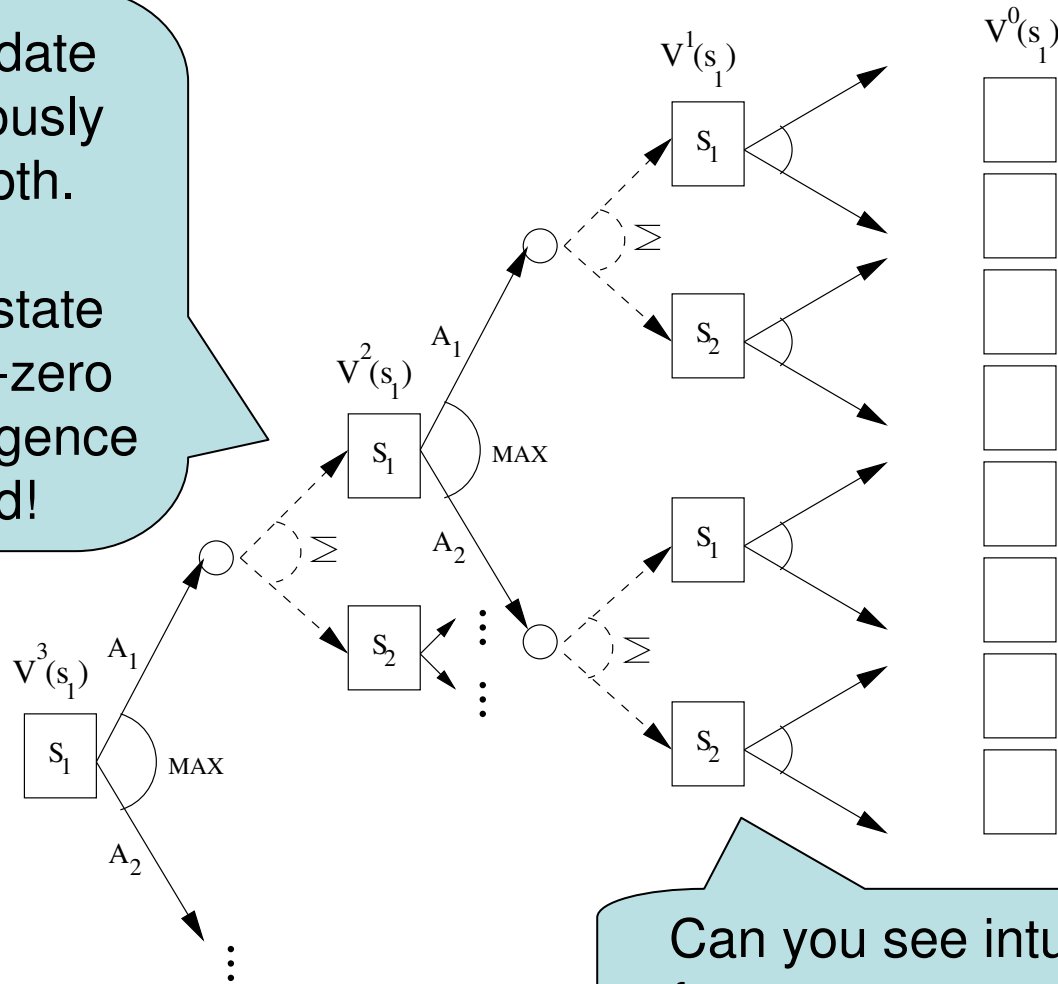 date
ously
oth.
state
-zero
gence
d!
V^3(s_1)
S_1
A_1
MAX
A_2
⋮
Σ
V^2(s_1)
S_1
A_1
MAX
A_2
S_2
⋮
⋮
Σ
Σ
V^1(s_1)
S_1
S_2
S_1
S_2
V^0(s_1)
Can you see intu